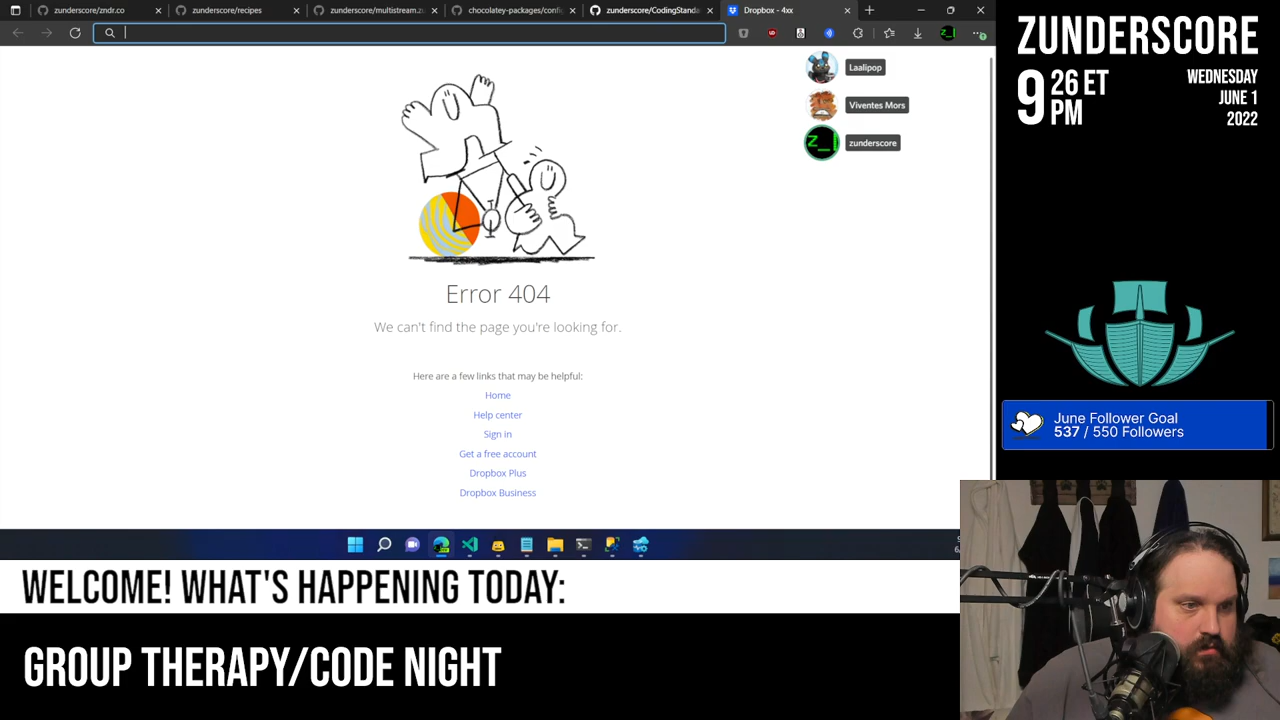 zunderscore/zndr.co
zunderscore/recipes
zunderscore/multistream.zu
chocolatey-packages/config
zunderscore/CodingStanda
Dropbox - 4xx
Laalipop
Viventes Mors
z_
zunderscore
Error 404
We can't find the page you're looking for.
Here are a few links that may be helpful:
Home
Help center
Sign in
Get a free account
Dropbox Plus
Dropbox Business
ZUNDERSCORE
9 26 ET PM
WEDNESDAY
JUNE 1
2022
June Follower Goal
537 / 550 Followers
WELCOME! WHAT'S HAPPENING TODAY:
GROUP THERAPY/CODE NIGHT